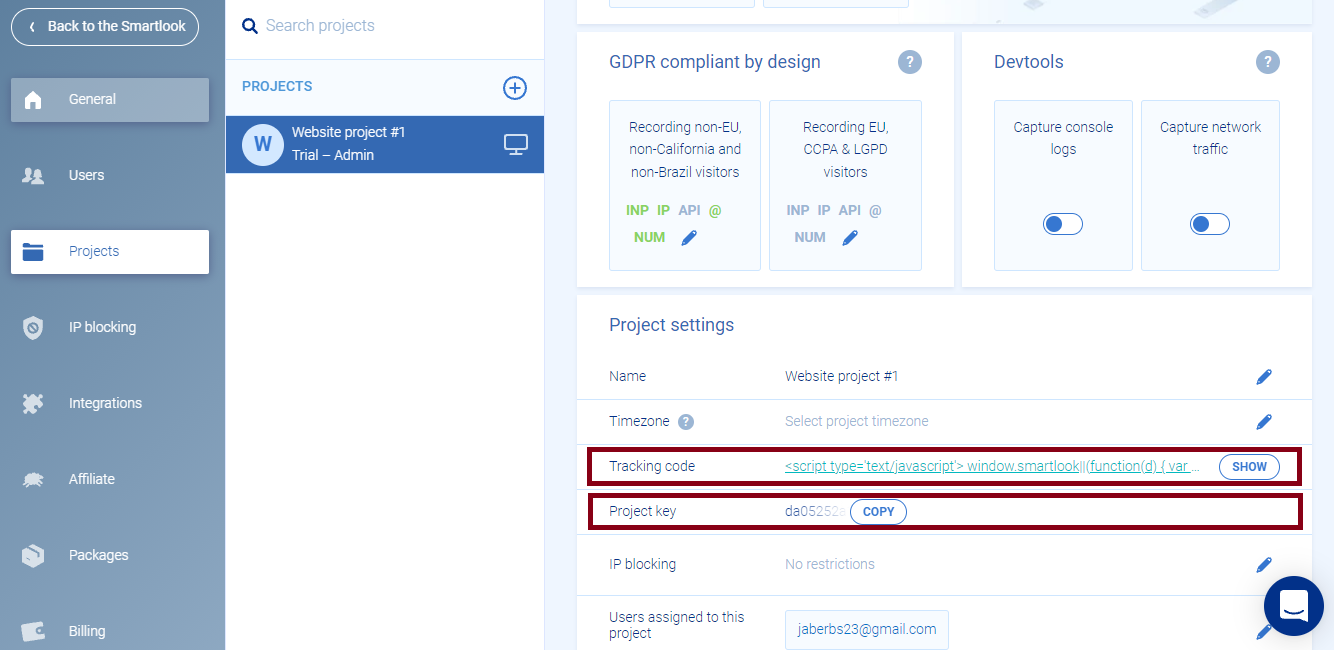 Back to the Smartlook
General
Users
Projects
IP blocking
Integrations
Affiliate
Packages
Billing
Search projects
PROJECTS
W
Website project #1
Trial – Admin
GDPR compliant by design
?
Recording non-EU,
non-California and
non-Brazil visitors
INP IP API @
NUM
Recording EU,
CCPA & LGPD
visitors
INP IP API @
NUM
Devtools
?
Capture console
logs
Capture network
traffic
Project settings
Name Website project #1
Timezone ? Select project timezone
Tracking code <script type='text/javascript'> window.smartlook||(function(d) { var ... SHOW
Project key da05252a COPY
IP blocking No restrictions
Users assigned to this
project
jaberbs23@gmail.com